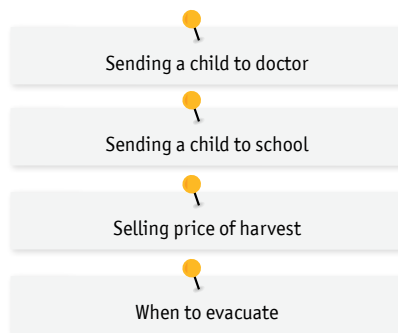 Sending a child to doctor
Sending a child to school
Selling price of harvest
When to evacuate